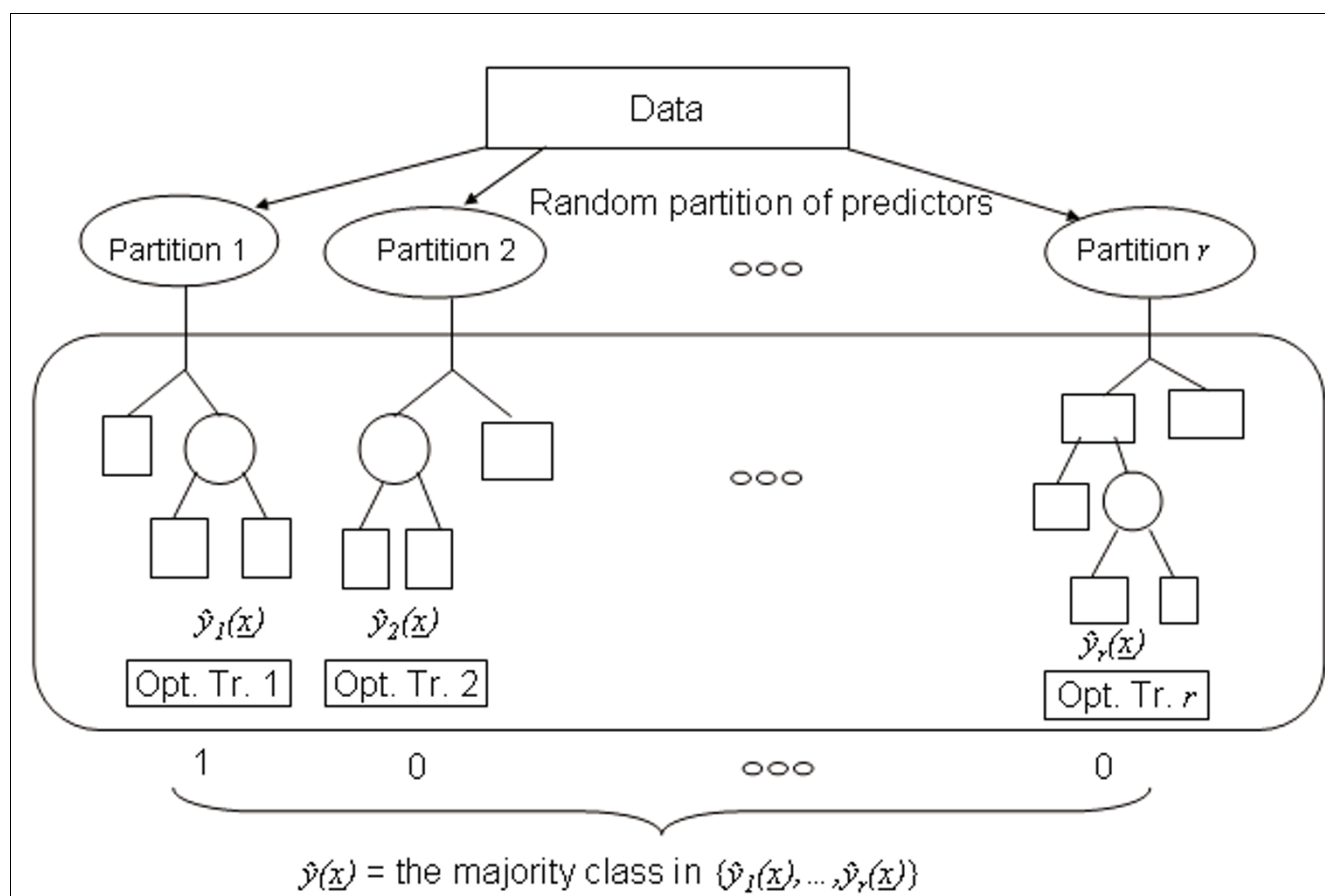 Data
Random partition of predictors
Partition 1
Partition 2
Partition r
ŷ1(x)
ŷ2(x)
ŷr(x)
Opt. Tr. 1
Opt. Tr. 2
Opt. Tr. r
1
0
0
ŷ(x) = the majority class in {ŷ1(x), ... ,ŷr(x)}